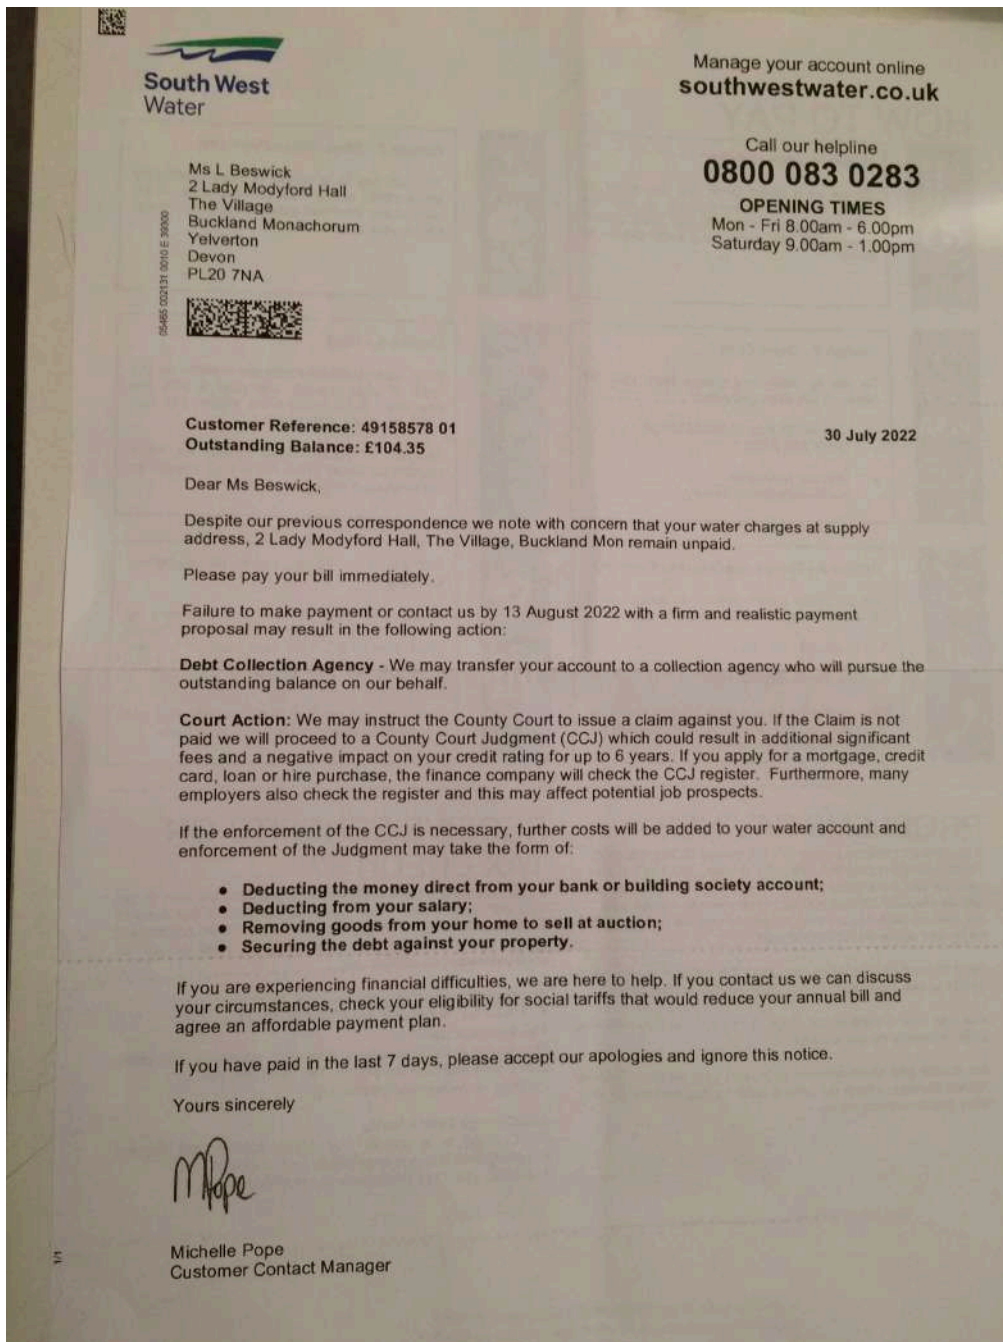 South West
Water
Manage your account online
southwestwater.co.uk
Call our helpline
0800 083 0283
OPENING TIMES
Mon - Fri 8.00am - 6.00pm
Saturday 9.00am - 1.00pm
Ms L Beswick
2 Lady Modyford Hall
The Village
Buckland Monachorum
Yelverton
Devon
PL20 7NA
05465 002131 0010 E 39300
Customer Reference: 49158578 01
Outstanding Balance: £104.35
30 July 2022
Dear Ms Beswick,
Despite our previous correspondence we note with concern that your water charges at supply
address, 2 Lady Modyford Hall, The Village, Buckland Mon remain unpaid.
Please pay your bill immediately.
Failure to make payment or contact us by 13 August 2022 with a firm and realistic payment
proposal may result in the following action:
Debt Collection Agency - We may transfer your account to a collection agency who will pursue the
outstanding balance on our behalf.
Court Action: We may instruct the County Court to issue a claim against you. If the Claim is not
paid we will proceed to a County Court Judgment (CCJ) which could result in additional significant
fees and a negative impact on your credit rating for up to 6 years. If you apply for a mortgage, credit
card, loan or hire purchase, the finance company will check the CCJ register. Furthermore, many
employers also check the register and this may affect potential job prospects.
If the enforcement of the CCJ is necessary, further costs will be added to your water account and
enforcement of the Judgment may take the form of:
• Deducting the money direct from your bank or building society account;
• Deducting from your salary;
• Removing goods from your home to sell at auction;
• Securing the debt against your property.
If you are experiencing financial difficulties, we are here to help. If you contact us we can discuss
your circumstances, check your eligibility for social tariffs that would reduce your annual bill and
agree an affordable payment plan.
If you have paid in the last 7 days, please accept our apologies and ignore this notice.
Yours sincerely
MPope
Michelle Pope
Customer Contact Manager
1/1